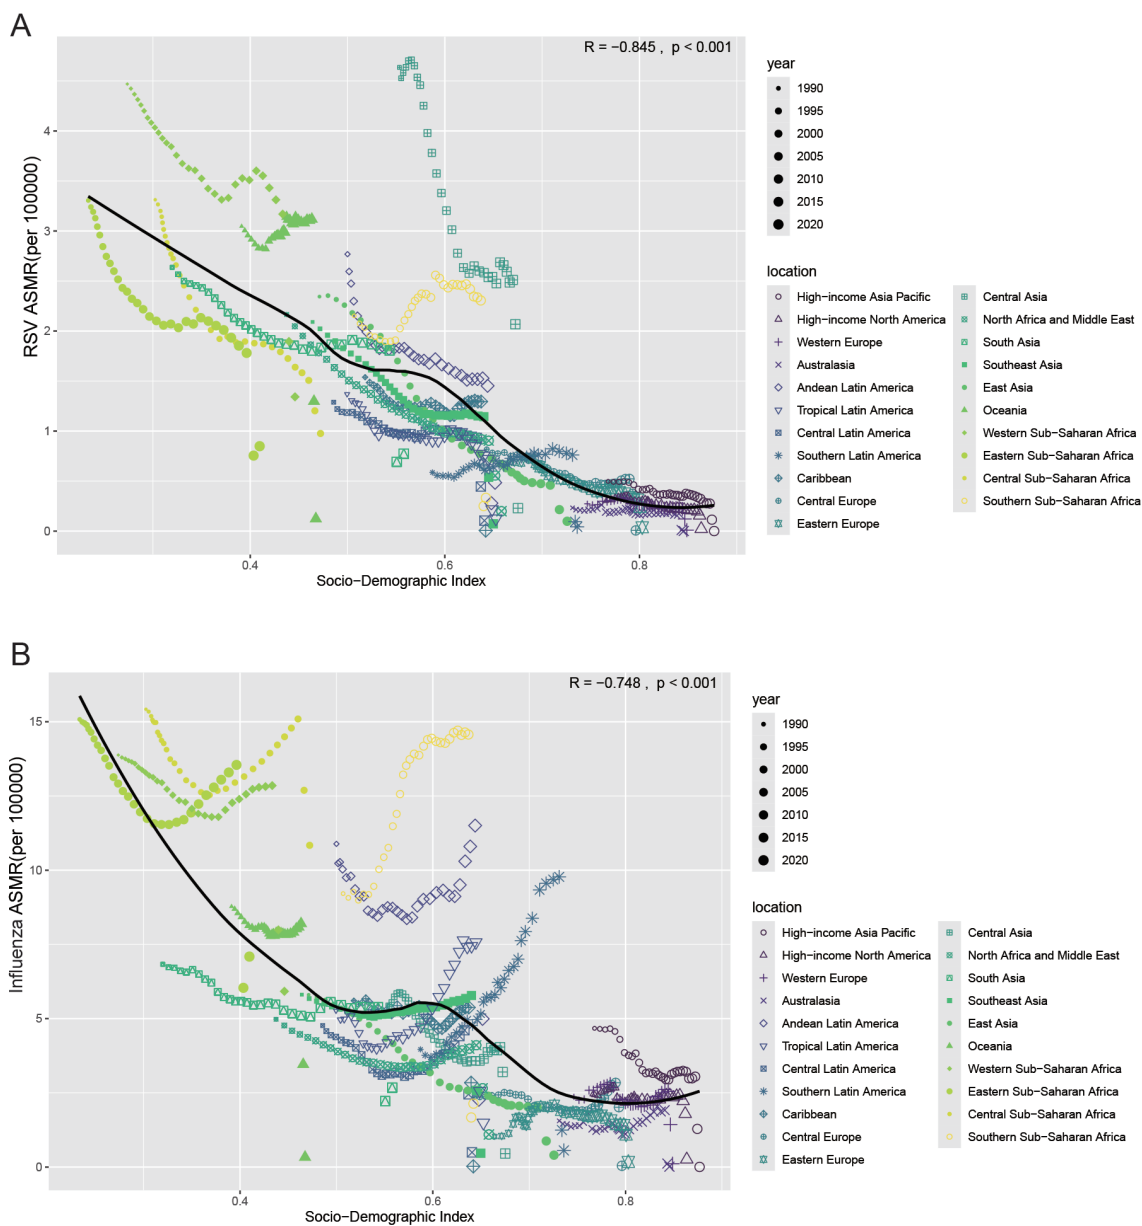 A
R = −0.845 , p < 0.001
RSV ASMR(per 100000)
4
3
2
1
0
0.4
0.6
0.8
Socio−Demographic Index
year
1990
1995
2000
2005
2010
2015
2020
location
High−income Asia Pacific
High−income North America
Western Europe
Australasia
Andean Latin America
Tropical Latin America
Central Latin America
Southern Latin America
Caribbean
Central Europe
Eastern Europe
Central Asia
North Africa and Middle East
South Asia
Southeast Asia
East Asia
Oceania
Western Sub−Saharan Africa
Eastern Sub−Saharan Africa
Central Sub−Saharan Africa
Southern Sub−Saharan Africa
B
R = −0.748 , p < 0.001
Influenza ASMR(per 100000)
15
10
5
0
0.4
0.6
0.8
Socio−Demographic Index
year
1990
1995
2000
2005
2010
2015
2020
location
High−income Asia Pacific
High−income North America
Western Europe
Australasia
Andean Latin America
Tropical Latin America
Central Latin America
Southern Latin America
Caribbean
Central Europe
Eastern Europe
Central Asia
North Africa and Middle East
South Asia
Southeast Asia
East Asia
Oceania
Western Sub−Saharan Africa
Eastern Sub−Saharan Africa
Central Sub−Saharan Africa
Southern Sub−Saharan Africa